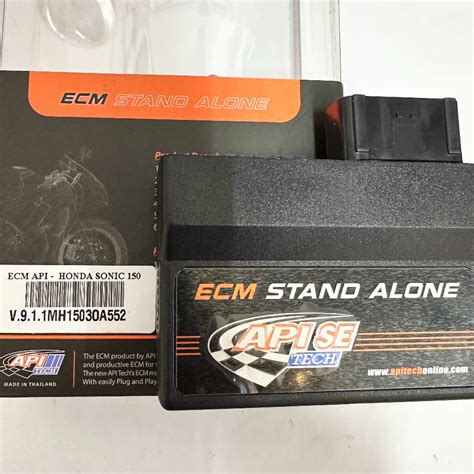 ECM STAND ALONE
ECM API - HONDA SONIC 150
V.9.1.1MH15030A552
API
TECH
MADE IN THAILAND
The ECM product by API
and productive ECM for
The new API Tech's ECM
With easily Plug and Play
ECM STAND ALONE
API SE
TECH
www.apitechonline.com